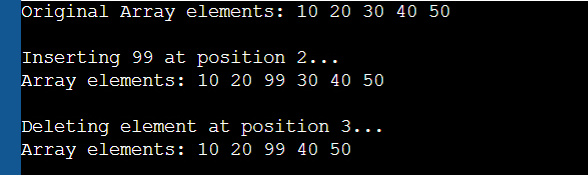 Original Array elements: 10 20 30 40 50
Inserting 99 at position 2...
Array elements: 10 20 99 30 40 50
Deleting element at position 3...
Array elements: 10 20 99 40 50